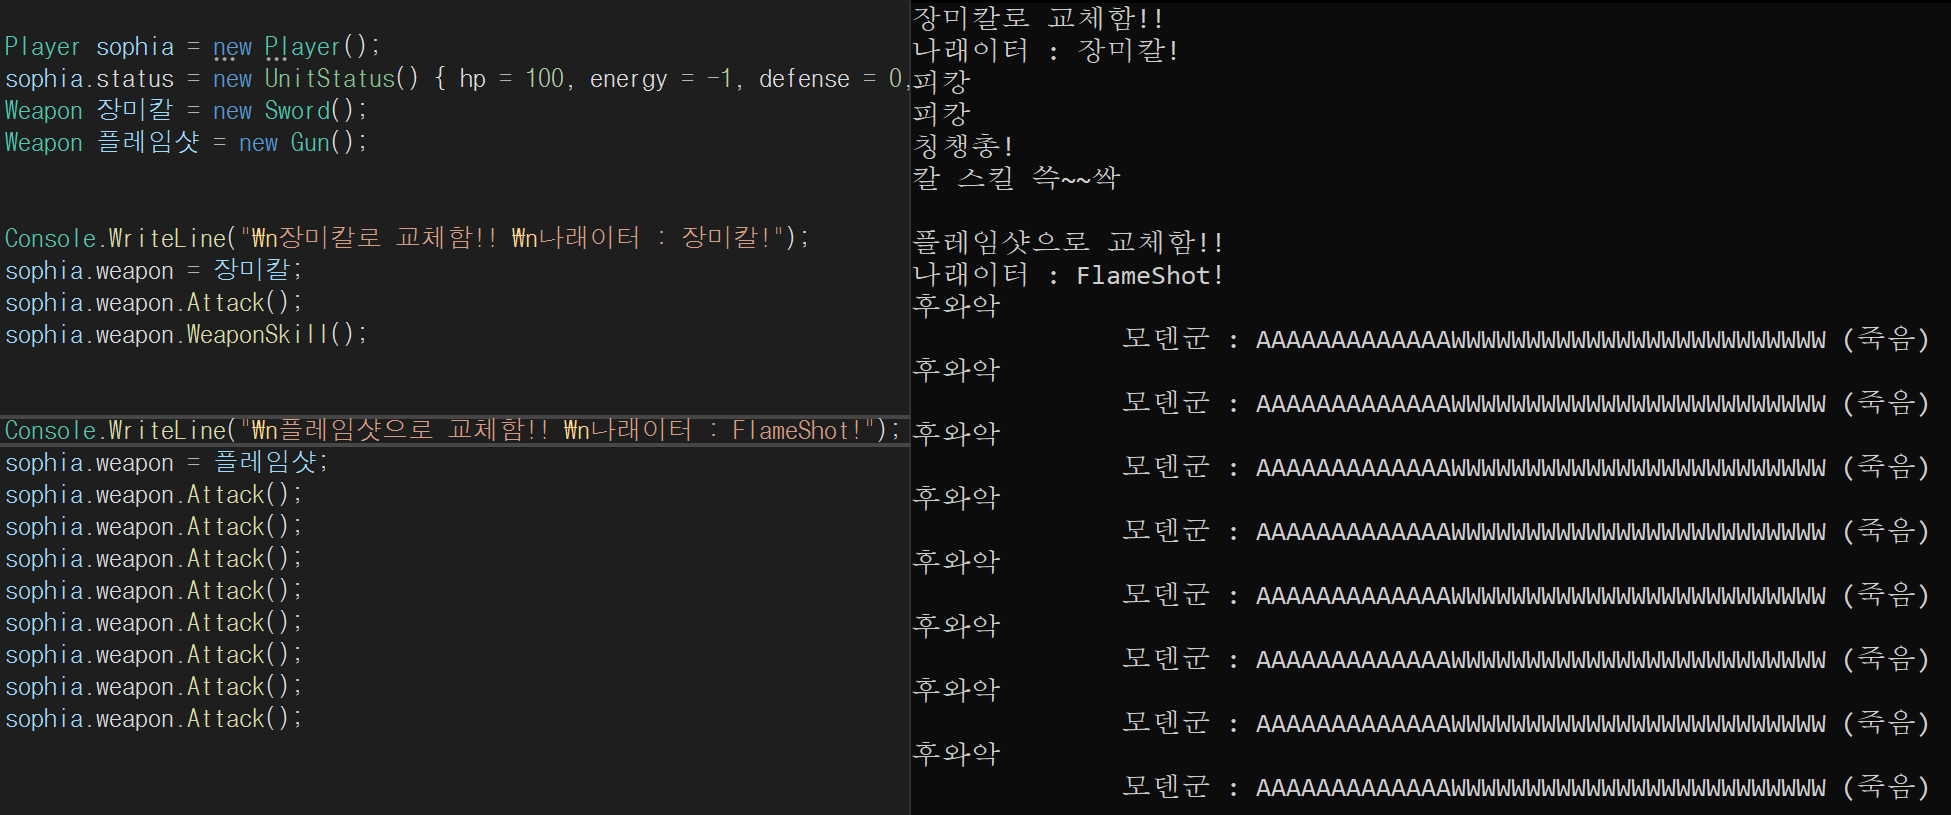 Player sophia = new Player();
sophia.status = new UnitStatus() { hp = 100, energy = -1, defense = 0,
Weapon 장미칼 = new Sword();
Weapon 플레임샷 = new Gun();
Console.WriteLine("₩n장미칼로 교체함!! ₩n나래이터 : 장미칼!");
sophia.weapon = 장미칼;
sophia.weapon.Attack();
sophia.weapon.WeaponSkill();
Console.WriteLine("₩n플레임샷으로 교체함!! ₩n나래이터 : FlameShot!");
sophia.weapon = 플레임샷;
sophia.weapon.Attack();
sophia.weapon.Attack();
sophia.weapon.Attack();
sophia.weapon.Attack();
sophia.weapon.Attack();
sophia.weapon.Attack();
sophia.weapon.Attack();
sophia.weapon.Attack();
장미칼로 교체함!!
나래이터 : 장미칼!
피캉
피캉
칭챙총!
칼 스킬 쓱~~싹
플레임샷으로 교체함!!
나래이터 : FlameShot!
후와악
모덴군 : AAAAAAAAAAAAAWWWWWWWWWWWWWWWWWWWWWWWWW (죽음)
후와악
모덴군 : AAAAAAAAAAAAAWWWWWWWWWWWWWWWWWWWWWWWWW (죽음)
후와악
모덴군 : AAAAAAAAAAAAAWWWWWWWWWWWWWWWWWWWWWWWWW (죽음)
후와악
모덴군 : AAAAAAAAAAAAAWWWWWWWWWWWWWWWWWWWWWWWWW (죽음)
후와악
모덴군 : AAAAAAAAAAAAAWWWWWWWWWWWWWWWWWWWWWWWWW (죽음)
후와악
모덴군 : AAAAAAAAAAAAAWWWWWWWWWWWWWWWWWWWWWWWWW (죽음)
후와악
모덴군 : AAAAAAAAAAAAAWWWWWWWWWWWWWWWWWWWWWWWWW (죽음)
후와악
모덴군 : AAAAAAAAAAAAAWWWWWWWWWWWWWWWWWWWWWWWWW (죽음)